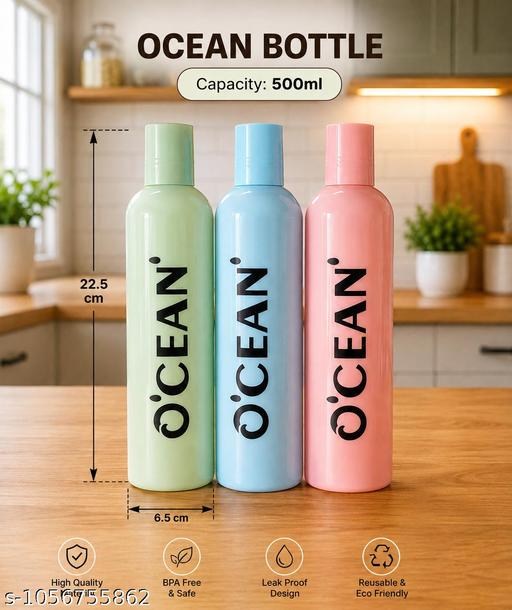 OCEAN BOTTLE
Capacity: 500ml
22.5
cm
O'CEAN'
O'CEAN'
O'CEAN'
6.5 cm
High Quality
BPA Free
& Safe
Leak Proof
Design
Reusable &
Eco Friendly
s-1056755862